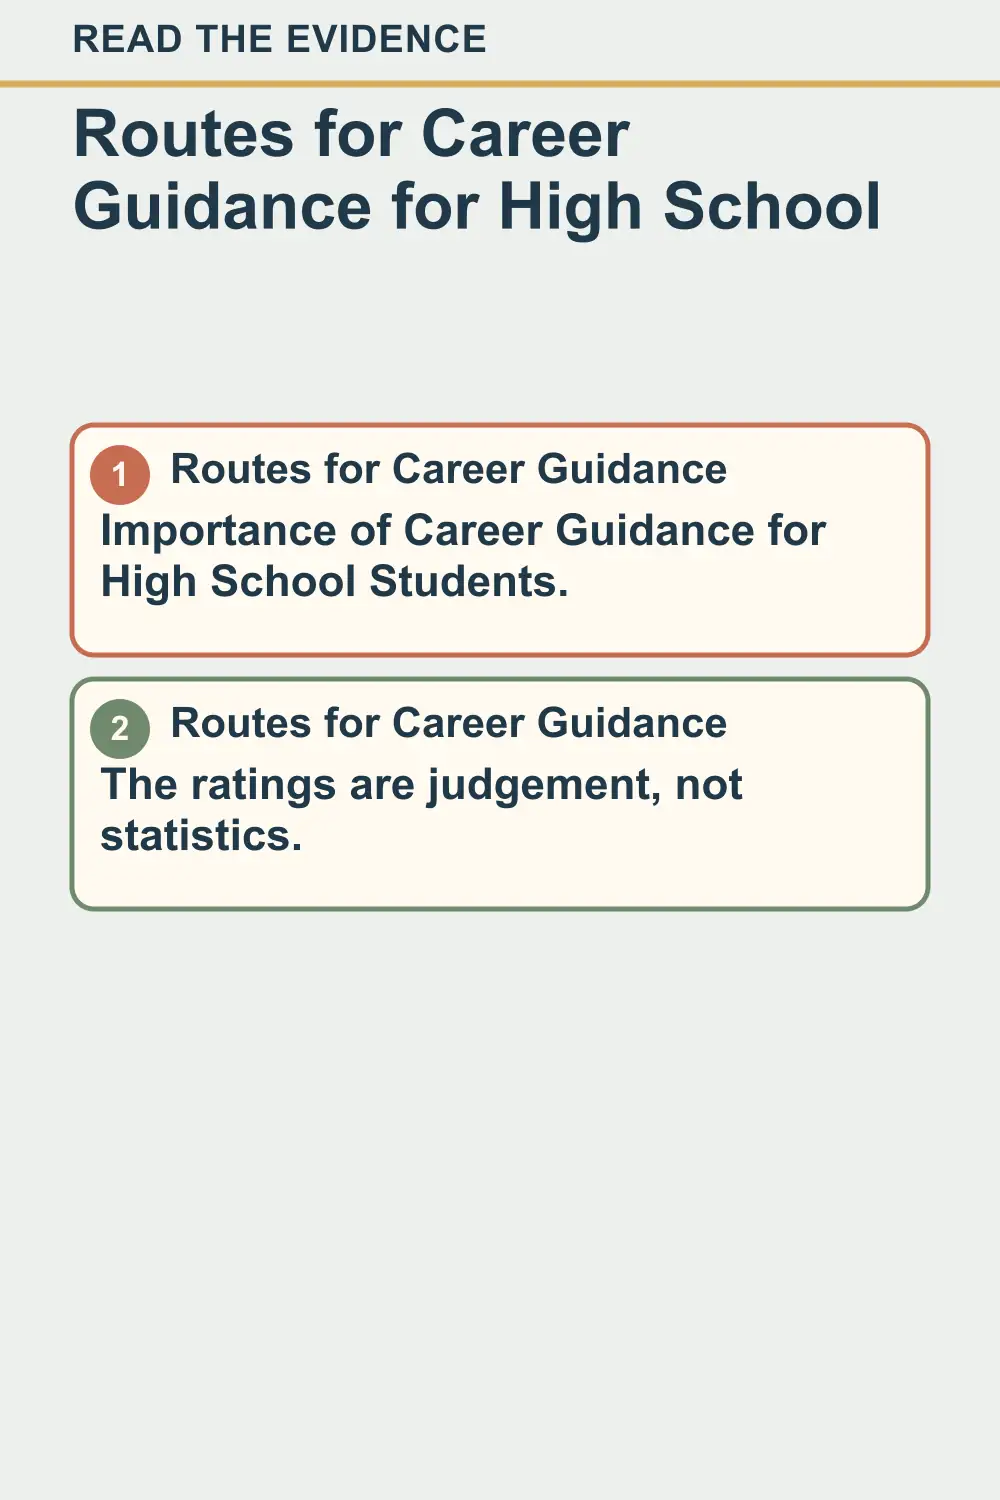 READ THE EVIDENCE
Routes for Career
Guidance for High School
1 Routes for Career Guidance
Importance of Career Guidance for
High School Students.
2 Routes for Career Guidance
The ratings are judgement, not
statistics.